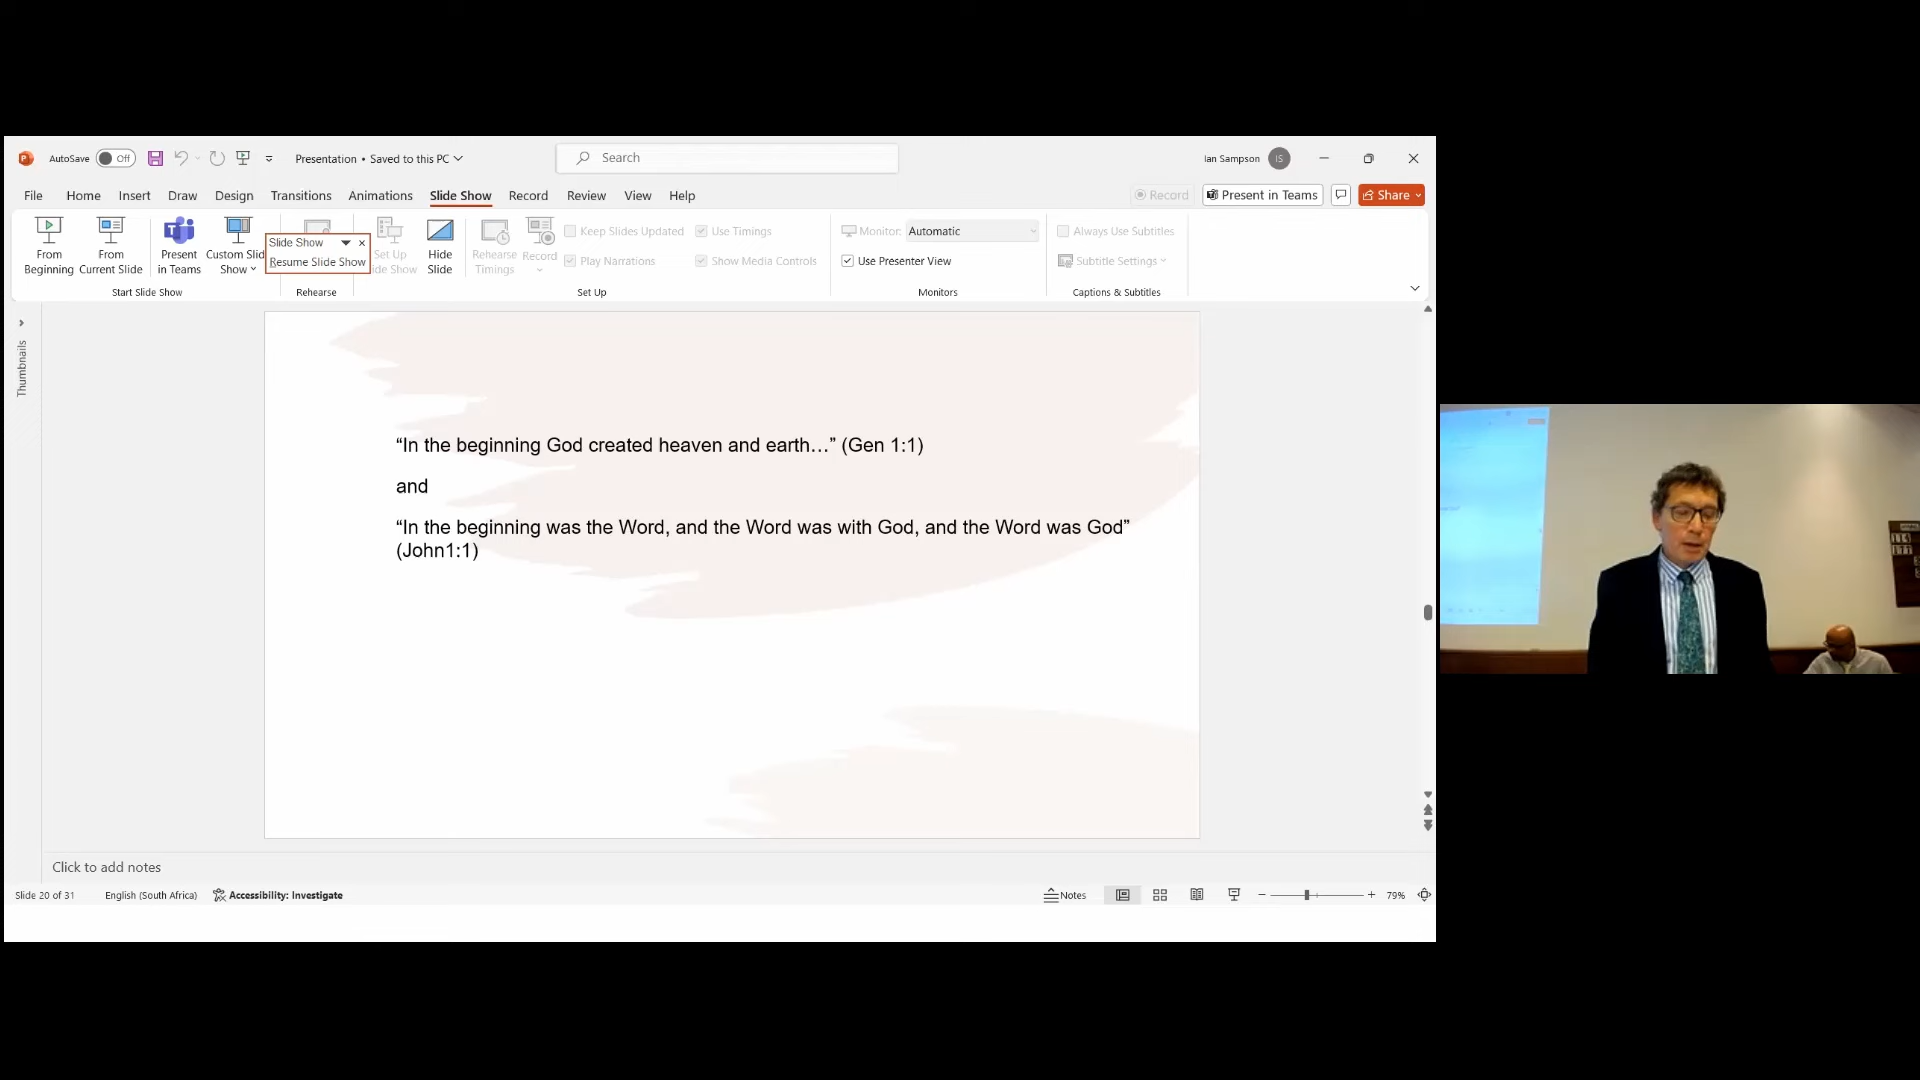 AutoSave Off Presentation • Saved to this PC Search Ian Sampson IS
File Home Insert Draw Design Transitions Animations Slide Show Record Review View Help Record Present in Teams Share
From Beginning
From Current Slide
Present in Teams
Custom Slid Show
Start Slide Show
Slide Show
Resume Slide Show
Rehearse
Set Up
ide Show
Hide Slide
Rehearse Timings
Record
Keep Slides Updated
Play Narrations
Use Timings
Show Media Controls
Set Up
Monitor: Automatic
Use Presenter View
Monitors
Always Use Subtitles
Subtitle Settings
Captions & Subtitles
Thumbnails
“In the beginning God created heaven and earth…” (Gen 1:1)
and
“In the beginning was the Word, and the Word was with God, and the Word was God”
(John1:1)
Click to add notes
Slide 20 of 31 English (South Africa) Accessibility: Investigate Notes 79%
114
177